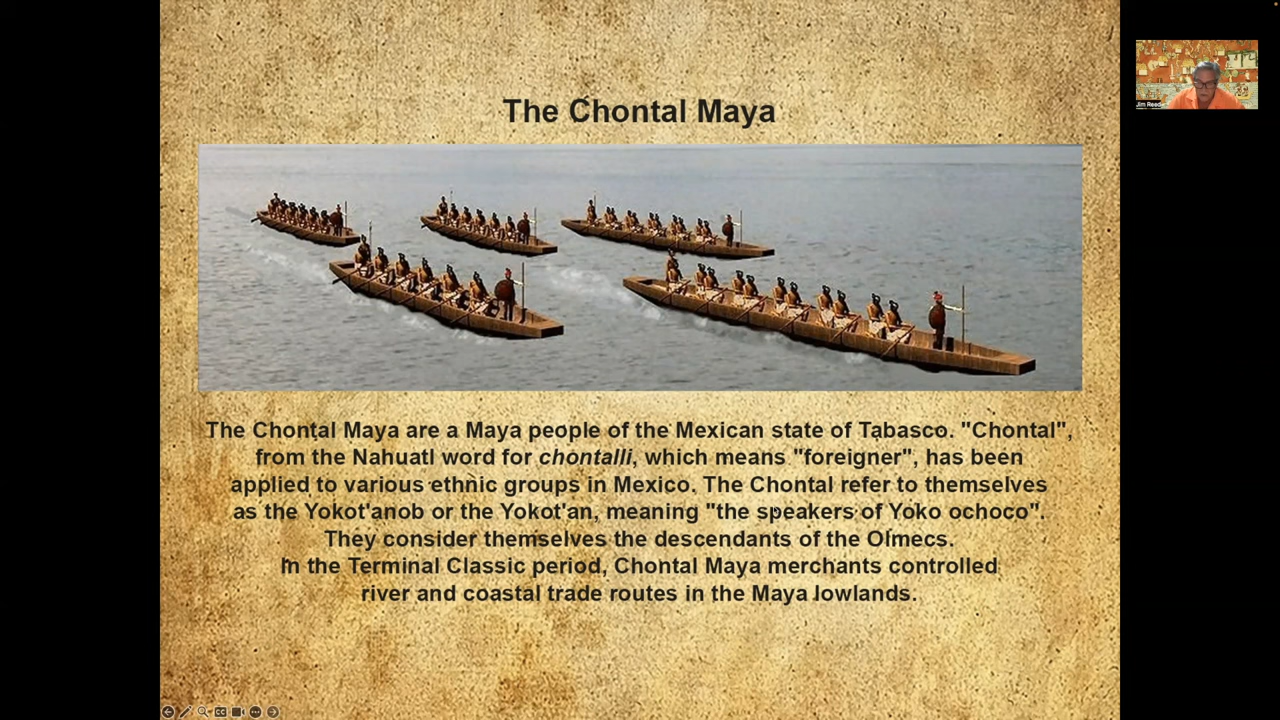 The Chontal Maya
Jim Reed
The Chontal Maya are a Maya people of the Mexican state of Tabasco. "Chontal",
from the Nahuatl word for chontalli, which means "foreigner", has been
applied to various ethnic groups in Mexico. The Chontal refer to themselves
as the Yokot'anob or the Yokot'an, meaning "the speakers of Yoko ochoco".
They consider themselves the descendants of the Olmecs.
In the Terminal Classic period, Chontal Maya merchants controlled
river and coastal trade routes in the Maya lowlands.
CC